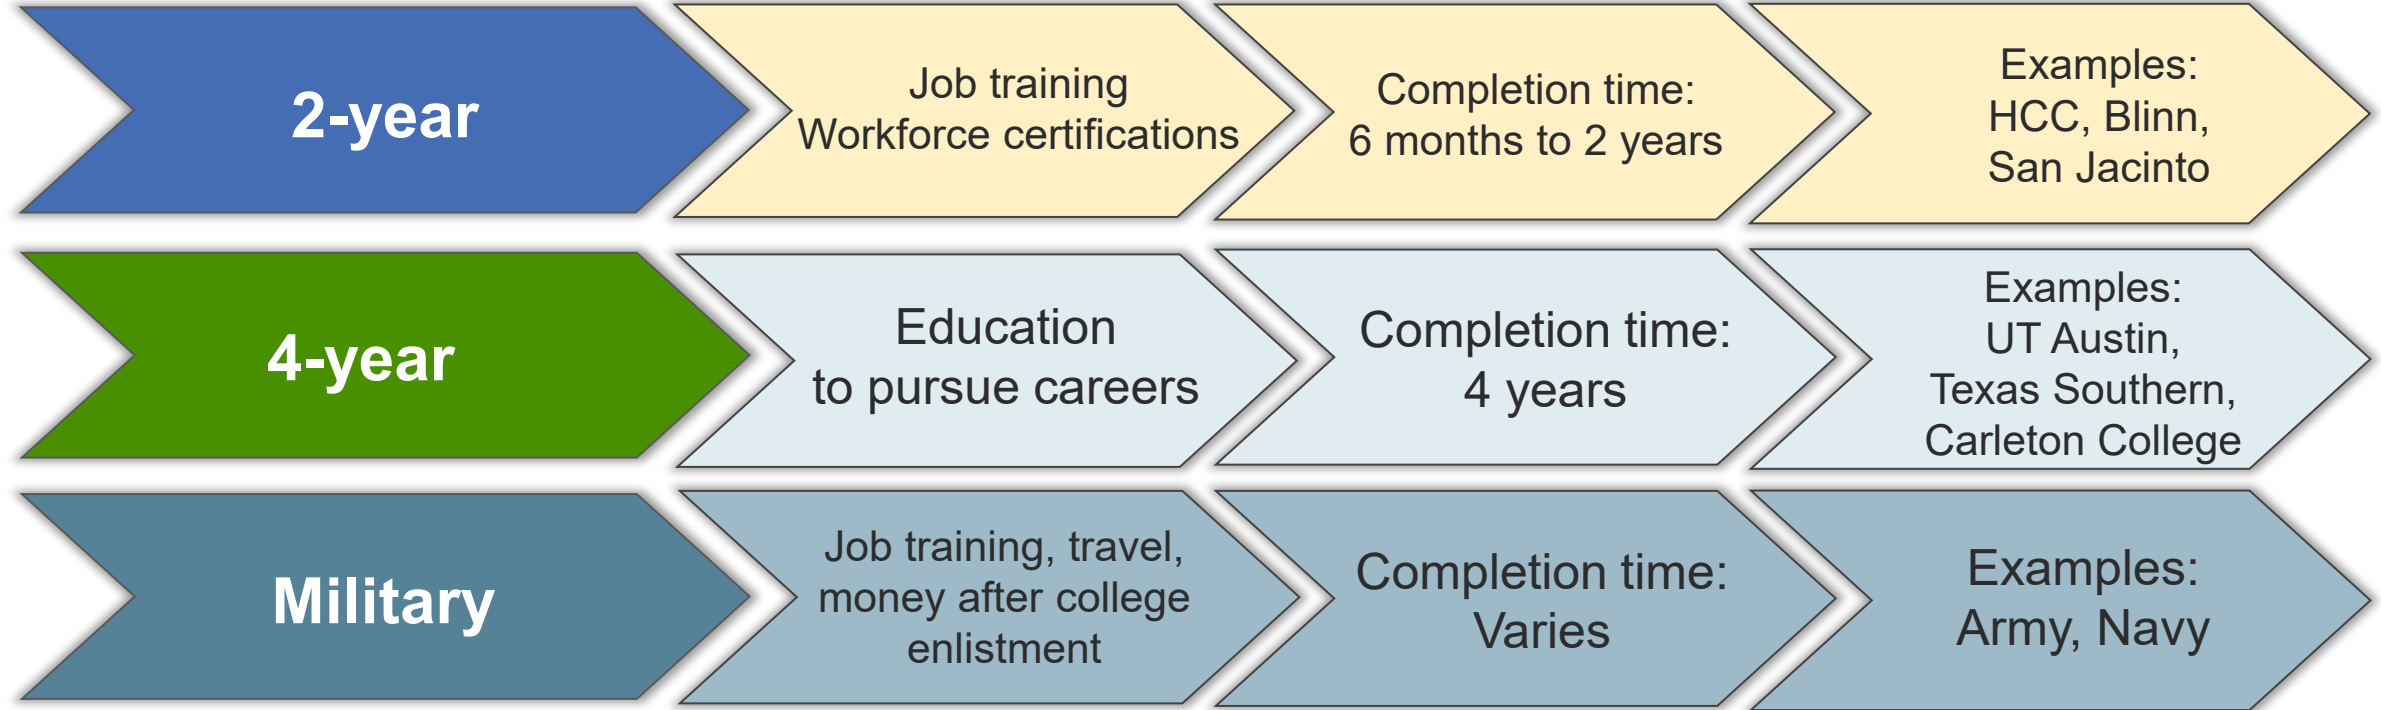 2-year
Job training
Workforce certifications
Completion time:
6 months to 2 years
Examples:
HCC, Blinn,
San Jacinto
4-year
Education
to pursue careers
Completion time:
4 years
Examples:
UT Austin,
Texas Southern,
Carleton College
Military
Job training, travel,
money after college
enlistment
Completion time:
Varies
Examples:
Army, Navy